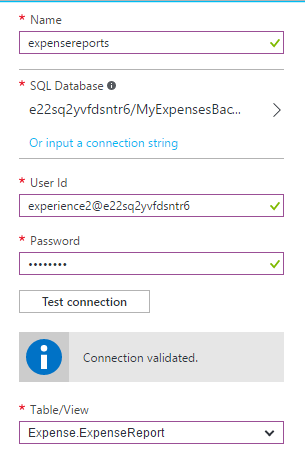 * Name
expensereports
* SQL Database
e22sq2yvfdsntr6/MyExpensesBac...
Or input a connection string
* User Id
experience2@e22sq2yvfdsntr6
* Password
••••••••
Test connection
Connection validated.
* Table/View
Expense.ExpenseReport